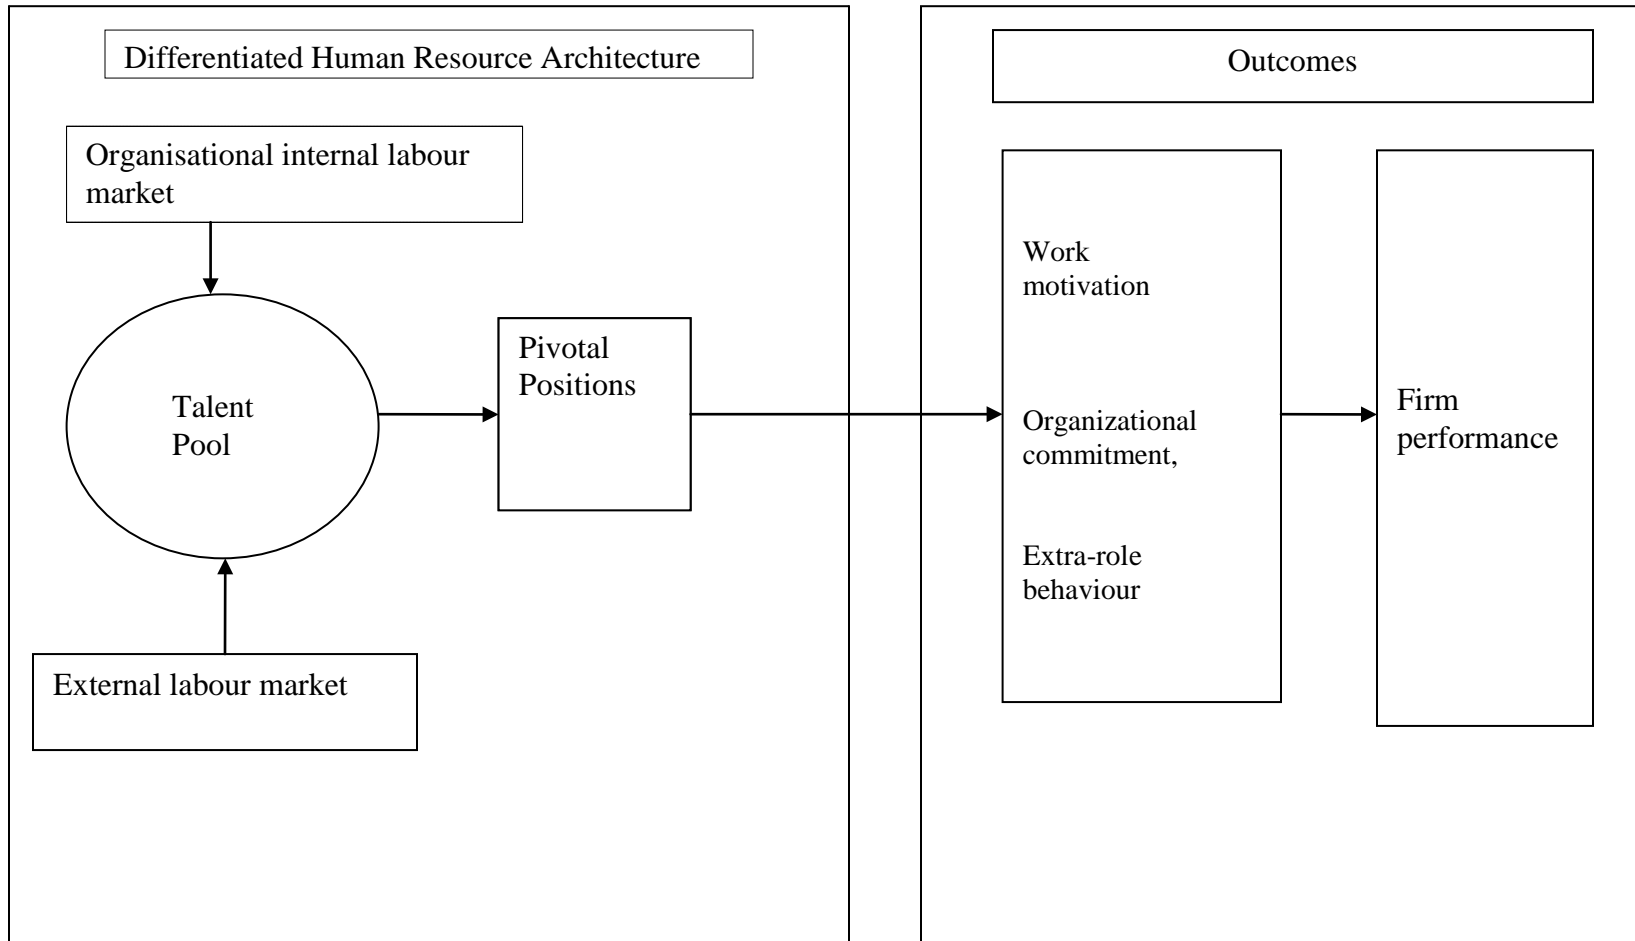 Differentiated Human Resource Architecture
Organisational internal labour
market
Talent
Pool
Pivotal
Positions
External labour market
Outcomes
Work
motivation
Organizational
commitment,
Extra-role
behaviour
Firm
performance